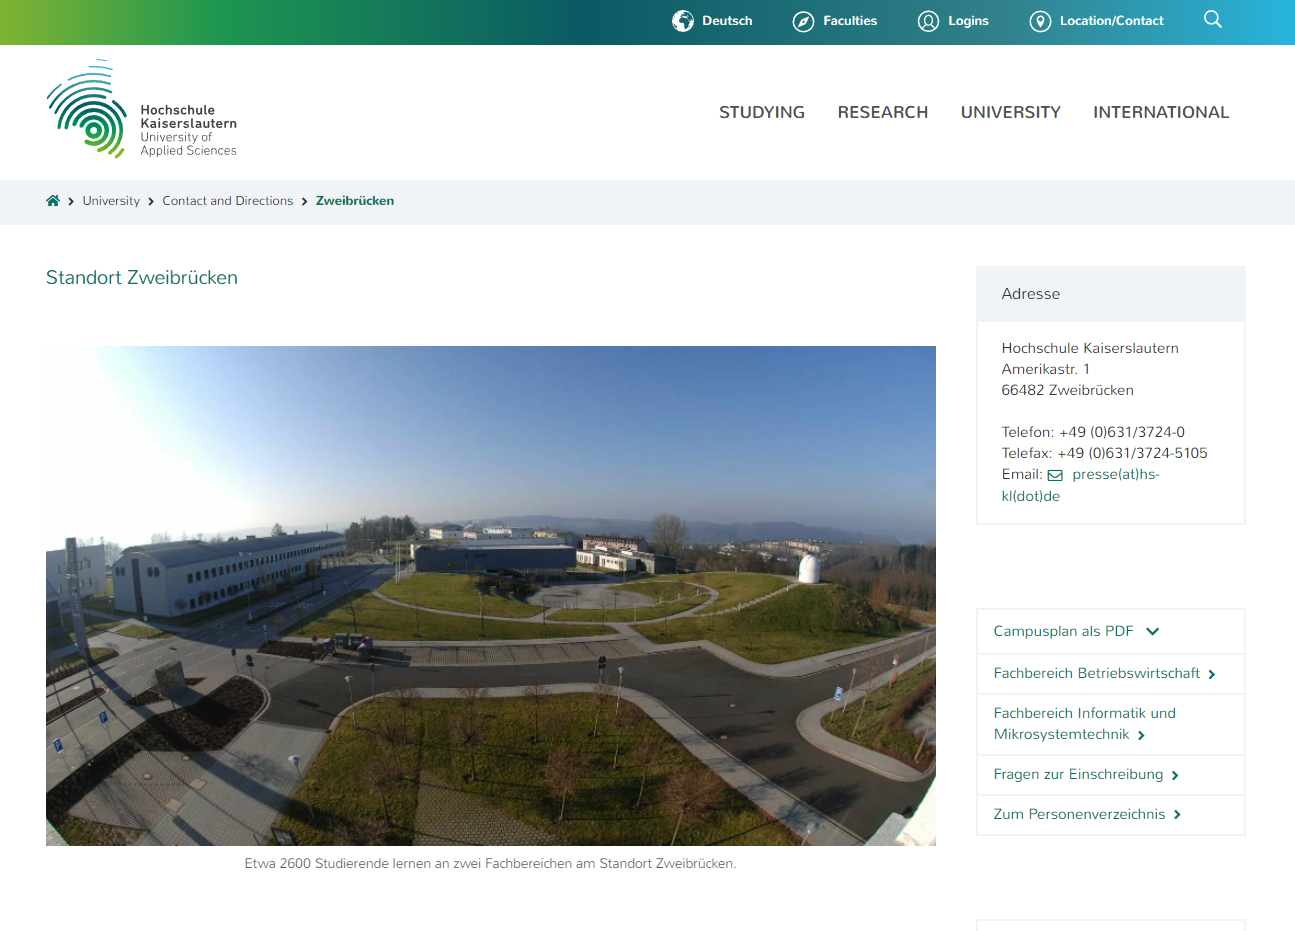 Deutsch
Faculties
Logins
Location/Contact
Hochschule
Kaiserslautern
University of
Applied Sciences
STUDYING
RESEARCH
UNIVERSITY
INTERNATIONAL
University
Contact and Directions
Zweibrücken
Standort Zweibrücken
Etwa 2600 Studierende lernen an zwei Fachbereichen am Standort Zweibrücken.
Adresse
Hochschule Kaiserslautern
Amerikastr. 1
66482 Zweibrücken
Telefon: +49 (0)631/3724-0
Telefax: +49 (0)631/3724-5105
Email: presse(at)hs-
kl(dot)de
Campusplan als PDF
Fachbereich Betriebswirtschaft
Fachbereich Informatik und
Mikrosystemtechnik
Fragen zur Einschreibung
Zum Personenverzeichnis